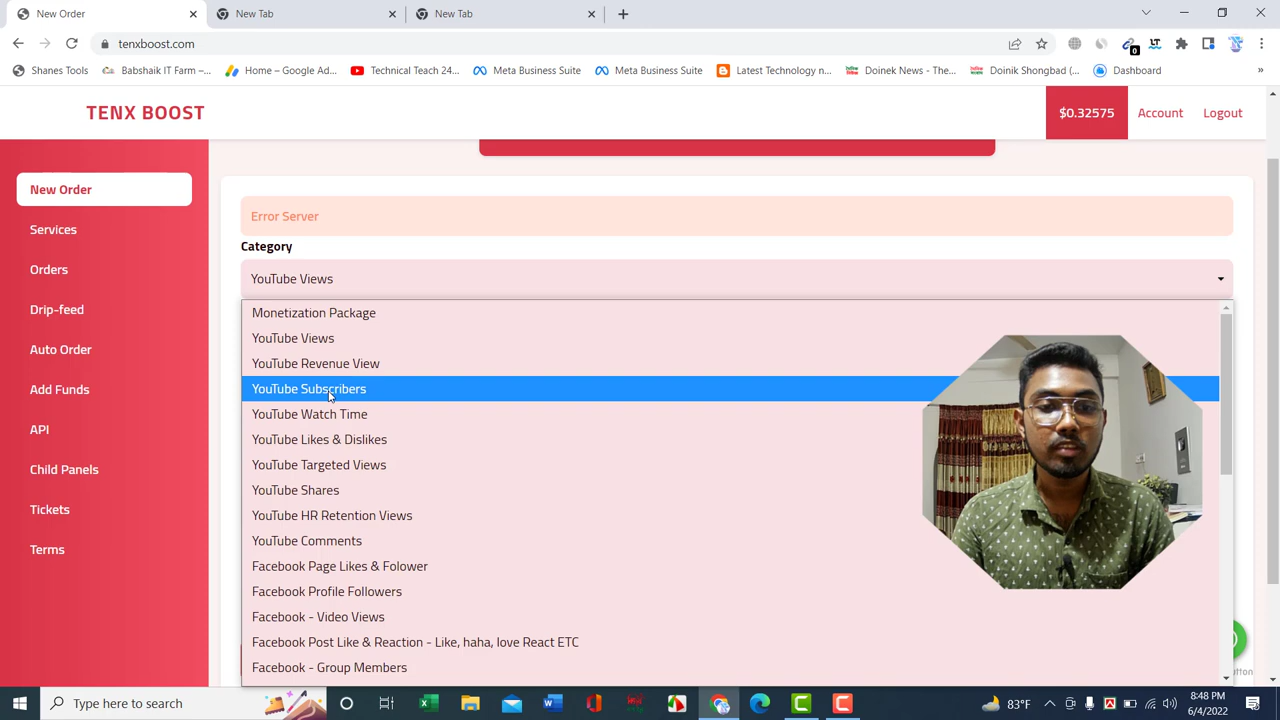 New Order
New Tab
New Tab
tenxboost.com
0
Shanes Tools
Babshaik IT Farm –...
Home – Google Ad...
Technical Teach 24...
Meta Business Suite
Meta Business Suite
Latest Technology n...
Doinek News - The...
Doinik Shongbad (...
Dashboard
»
TENX BOOST
$0.32575
Account
Logout
New Order
Services
Orders
Drip-feed
Auto Order
Add Funds
API
Child Panels
Tickets
Terms
Error Server
Category
YouTube Views
Monetization Package
YouTube Views
YouTube Revenue View
YouTube Subscribers
YouTube Watch Time
YouTube Likes & Dislikes
YouTube Targeted Views
YouTube Shares
YouTube HR Retention Views
YouTube Comments
Facebook Page Likes & Folower
Facebook Profile Followers
Facebook - Video Views
Facebook Post Like & Reaction - Like, haha, love React ETC
Facebook - Group Members
utton
Type here to search
83°F
8:48 PM
6/4/2022